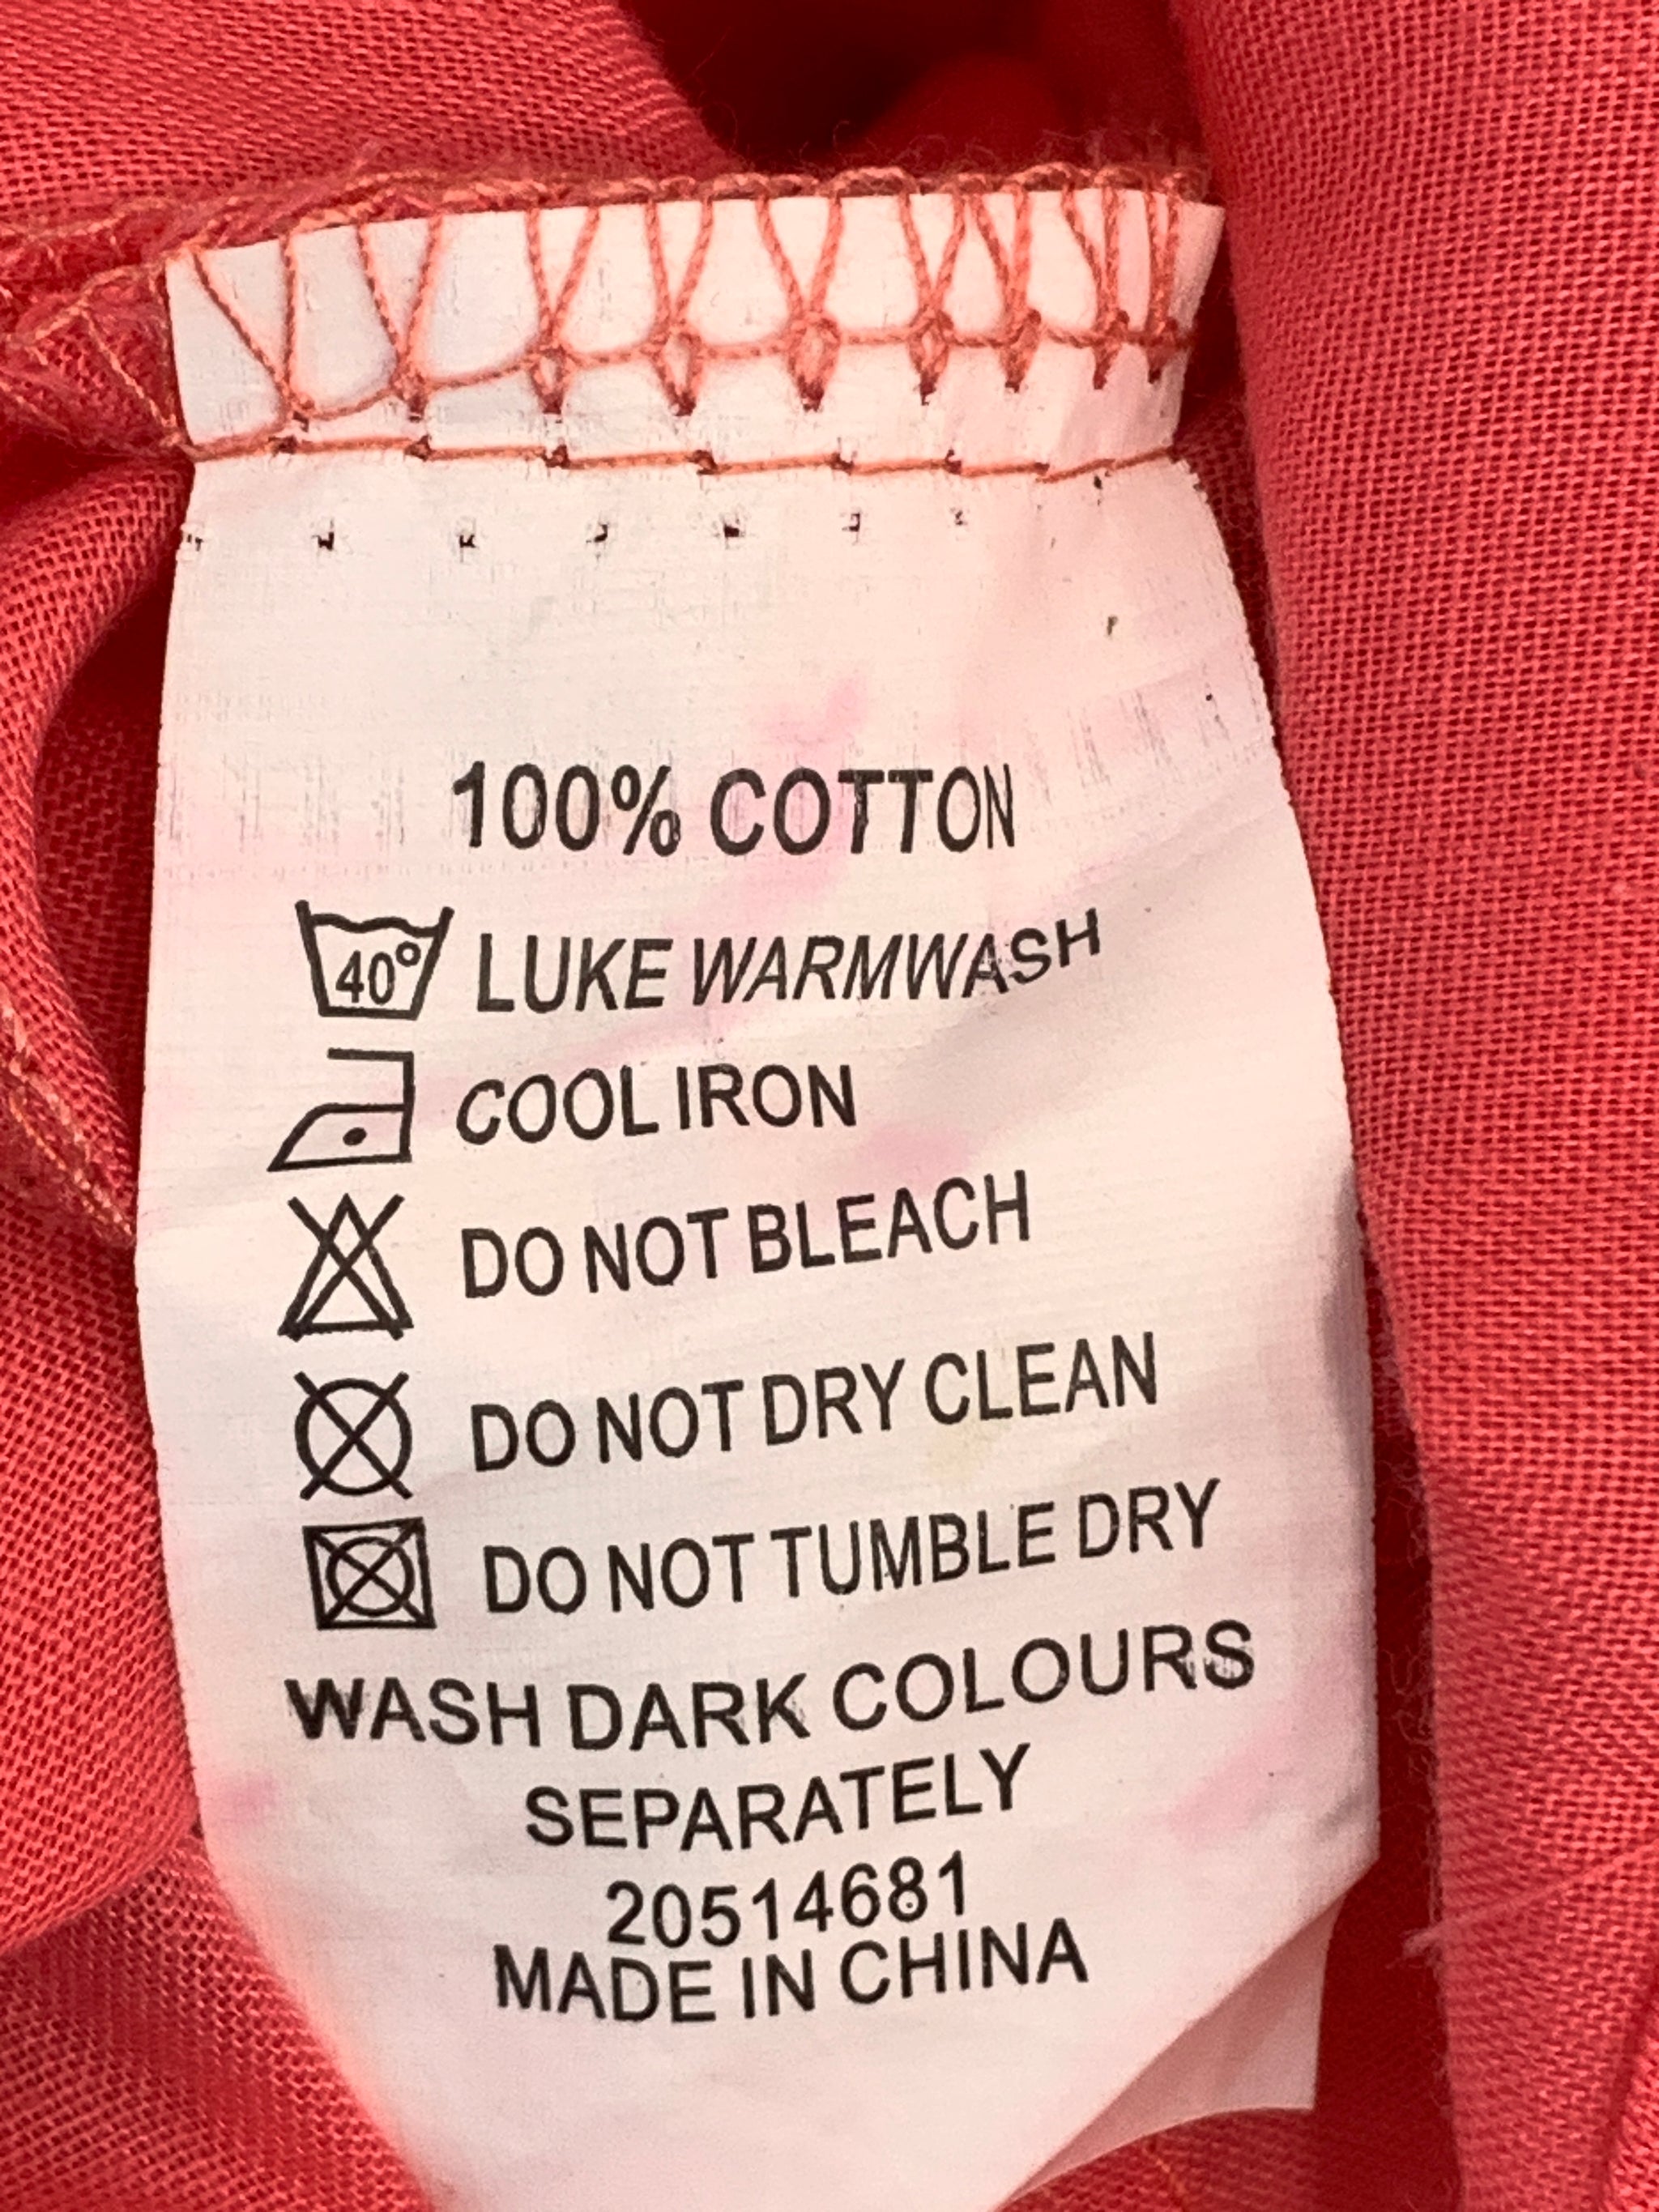 100% COTTON
40° LUKE WARMWASH
COOL IRON
DO NOT BLEACH
DO NOT DRY CLEAN
DO NOT TUMBLE DRY
WASH DARK COLOURS
SEPARATELY
20514681
MADE IN CHINA